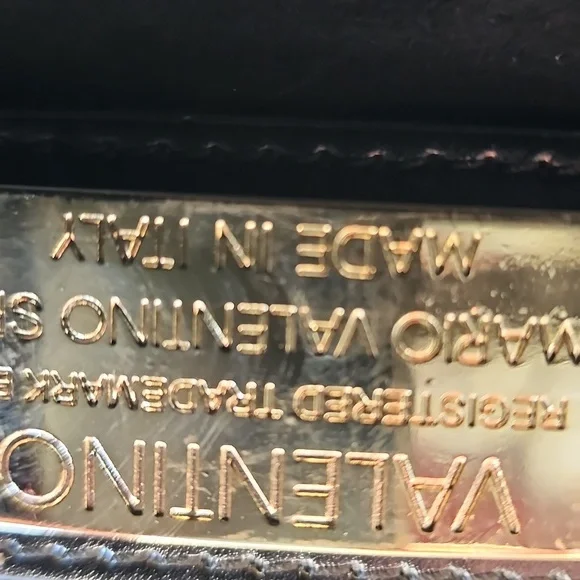 VALENTINO
REGISTERED TRADEMARK
MARIO VALENTINO
MADE IN ITALY